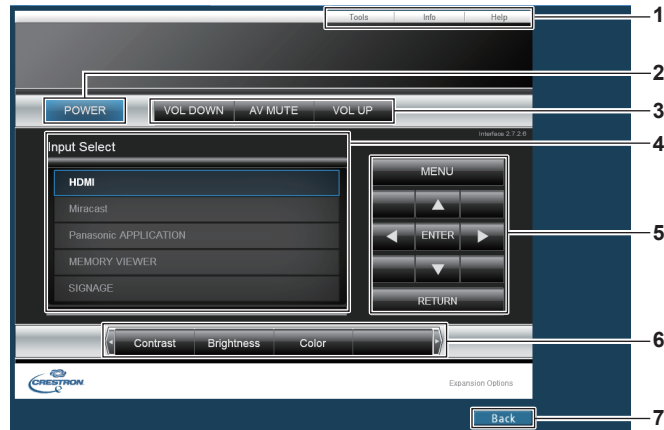 Tools Info Help 1
2
POWER VOL DOWN AV MUTE VOL UP 3
Interface 2.7.2.6
Input Select 4
HDMI
Miracast
Panasonic APPLICATION
MEMORY VIEWER
SIGNAGE
MENU
ENTER 5
RETURN
Contrast Brightness Color 6
CRESTRON
Expansion Options
Back 7